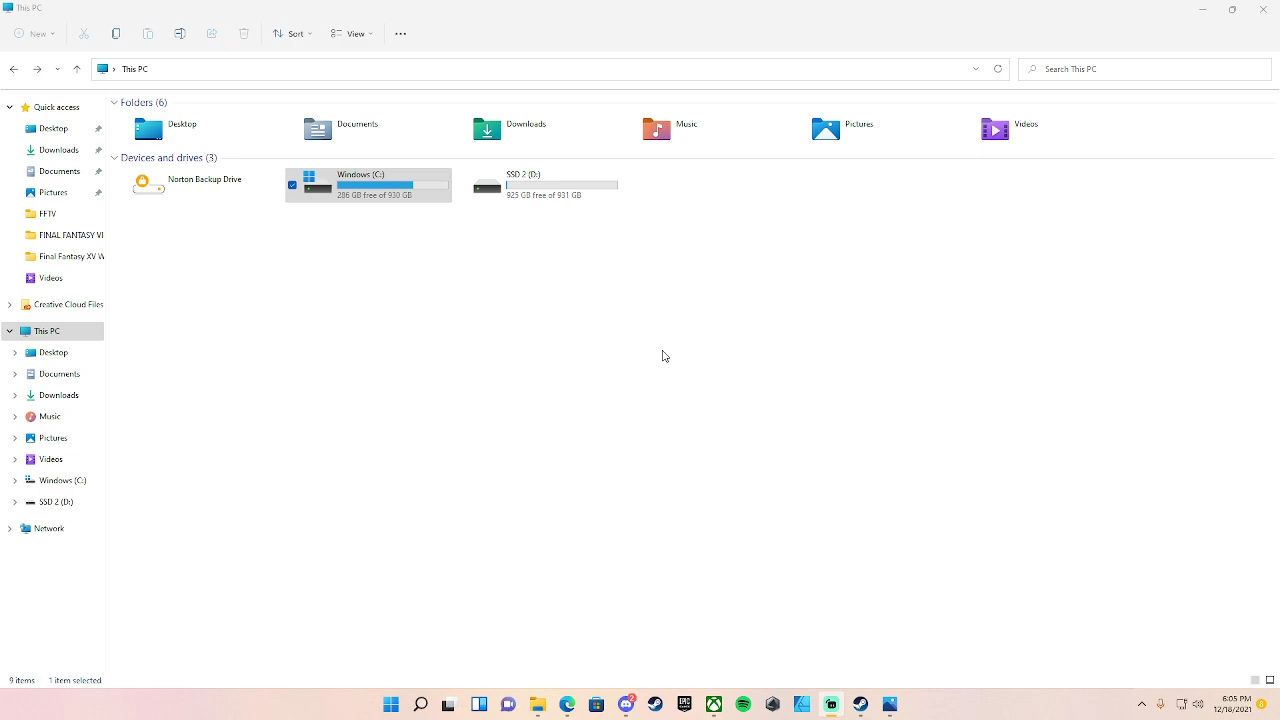 This PC
New
Sort
View
This PC
Search This PC
Quick access
Desktop
Downloads
Documents
Pictures
FFTV
FINAL FANTASY VI
Final Fantasy XV W
Videos
Creative Cloud Files
This PC
Desktop
Documents
Downloads
Music
Pictures
Videos
Windows (C:)
SSD 2 (D:)
Network
Folders (6)
Desktop
Documents
Downloads
Music
Pictures
Videos
Devices and drives (3)
Norton Backup Drive
Windows (C:)
286 GB free of 930 GB
SSD 2 (D:)
925 GB free of 931 GB
9 items
1 item selected
2
EPIC
6:05 PM
12/18/2021
8